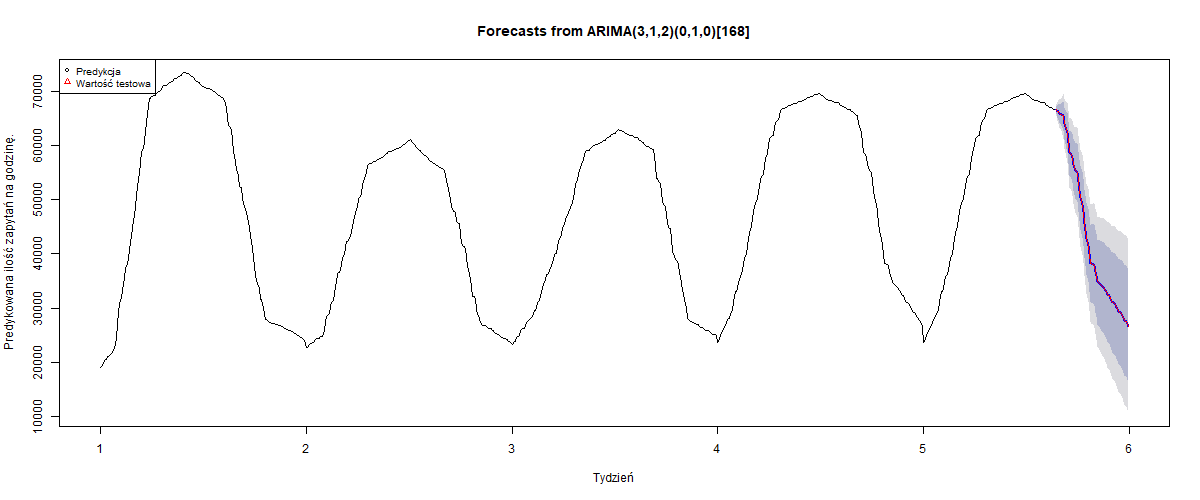 Forecasts from ARIMA(3,1,2)(0,1,0)[168]
Predykcja
Wartość testowa
Predykowana ilość zapytań na godzinę.
70000
60000
50000
40000
30000
20000
10000
1 2 3 4 5 6
Tydzień